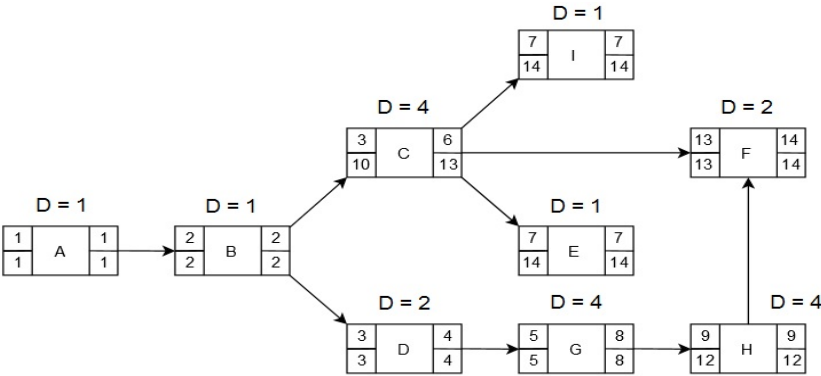 D = 1
7 7
I
14 14
D = 4 D = 2
3 6 13 14
C F
10 13 13 14
D = 1 D = 1 D = 1
1 1 2 2 7 7
A B E
1 1 2 2 14 14
D = 2 D = 4 D = 4
3 4 5 8 9 9
D G H
3 4 5 8 12 12